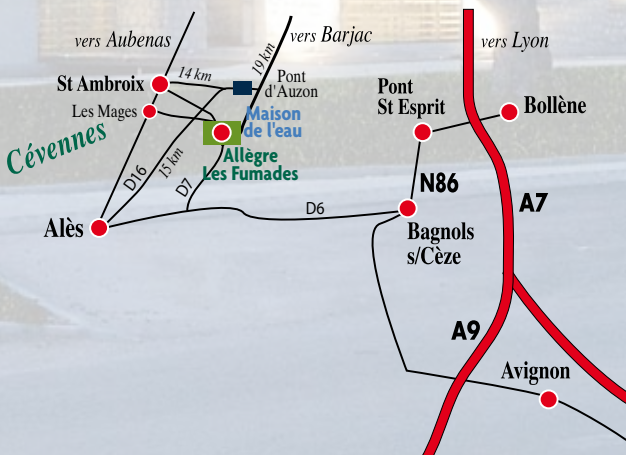 vers Aubenas
vers Barjac
vers Lyon
19 km
14 km
St Ambroix
Pont
d'Auzon
Pont
St Esprit
Bollène
Les Mages
Maison
de l'eau
Cévennes
Allègre
Les Fumades
15 km
D16
D7
N86
A7
D6
Alès
Bagnols
s/Cèze
A9
Avignon